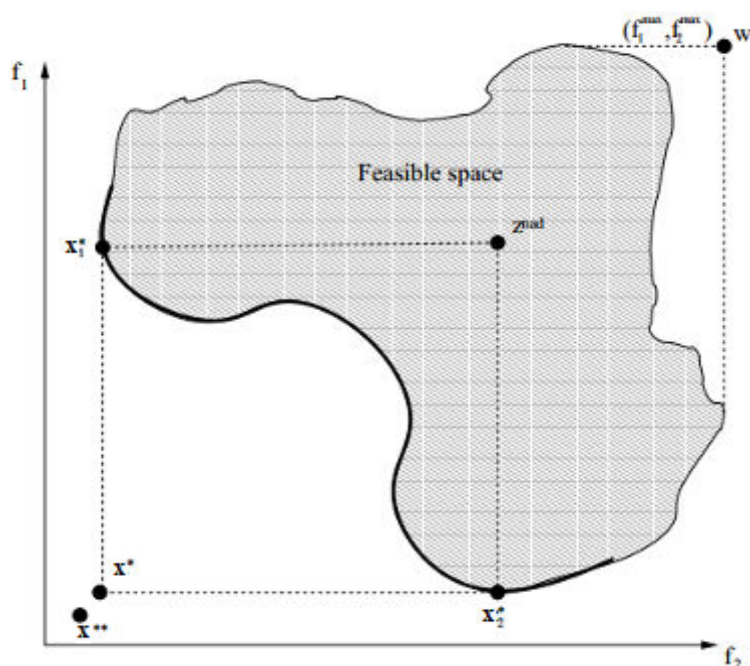 (f₁ᵐᵃˣ, f₂ᵐᵃˣ) w
f₁
Feasible space
x₁* zⁿᵃᵈ
x*
x** x₂*
f₂